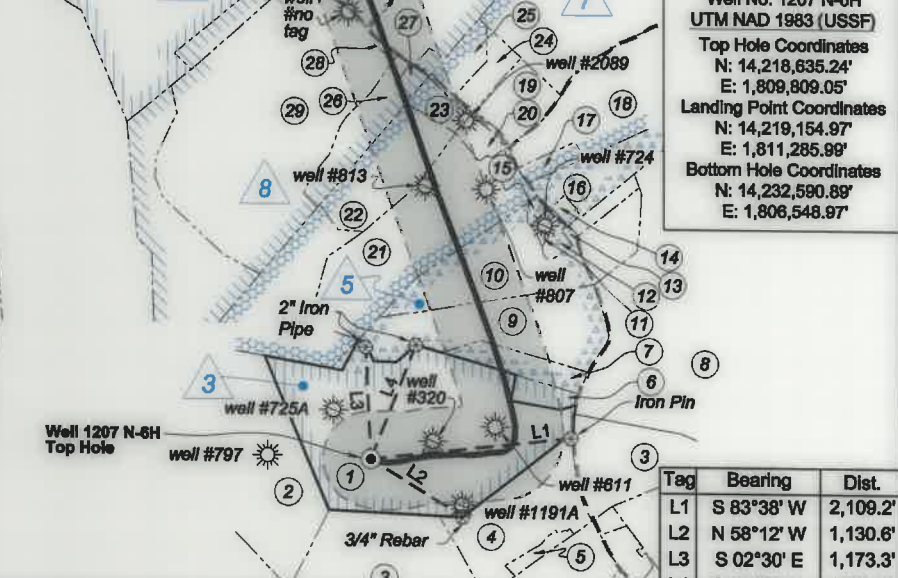 #no
tag
27
7
25
24
28
well #2089
29
26
23
19
20
18
17
15
well #724
8
well #813
16
22
21
14
13
12
11
10
well
#807
5
2" Iron
Pipe
9
7
8
6
Iron Pin
3
well #725A
well
#320
L3
L1
L2
Well 1207 N-6H
Top Hole
well #797
1
2
3
well #611
well #1191A
4
3/4" Rebar
5
3
Well No. 1207 N-6H
UTM NAD 1983 (USSF)
Top Hole Coordinates
N: 14,218,635.24'
E: 1,809,809.05'
Landing Point Coordinates
N: 14,219,154.97'
E: 1,811,285.99'
Bottom Hole Coordinates
N: 14,232,590.89'
E: 1,806,548.97'
Tag Bearing Dist.
L1 S 83°38' W 2,109.2'
L2 N 58°12' W 1,130.6'
L3 S 02°30' E 1,173.3'